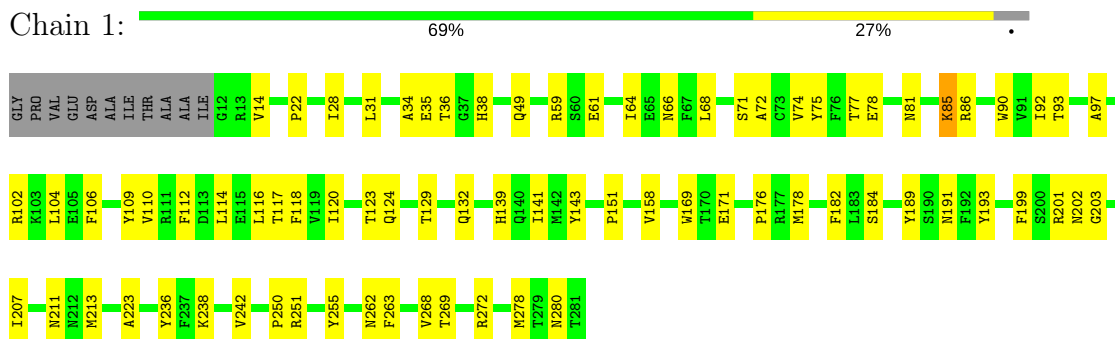 Chain 1:
69% 27% •
GLY PRO VAL GLU ASP ALA ILE THR ALA ALA ILE G12 R13 V14 P22 I28 L31 A34 E35 T36 G37 H38 Q49 R59 S60 E61 I64 E65 N66 F67 L68 S71 A72 C73 V74 Y75 F76 T77 E78 N81 K85 R86 W90 V91 I92 T93 A97
R102 K103 L104 E105 F106 Y109 V110 R111 F112 D113 L114 E115 L116 T117 F118 V119 I120 T123 Q124 T129 Q132 H139 Q140 I141 M142 Y143 P151 V158 W169 T170 E171 P176 R177 M178 F182 L183 S184 Y189 S190 N191 F192 Y193 F199 S200 R201 N202 G203
I207 N211 N212 M213 A223 Y236 F237 K238 V242 P250 R251 Y255 N262 F263 V268 T269 R272 M278 T279 N280 T281